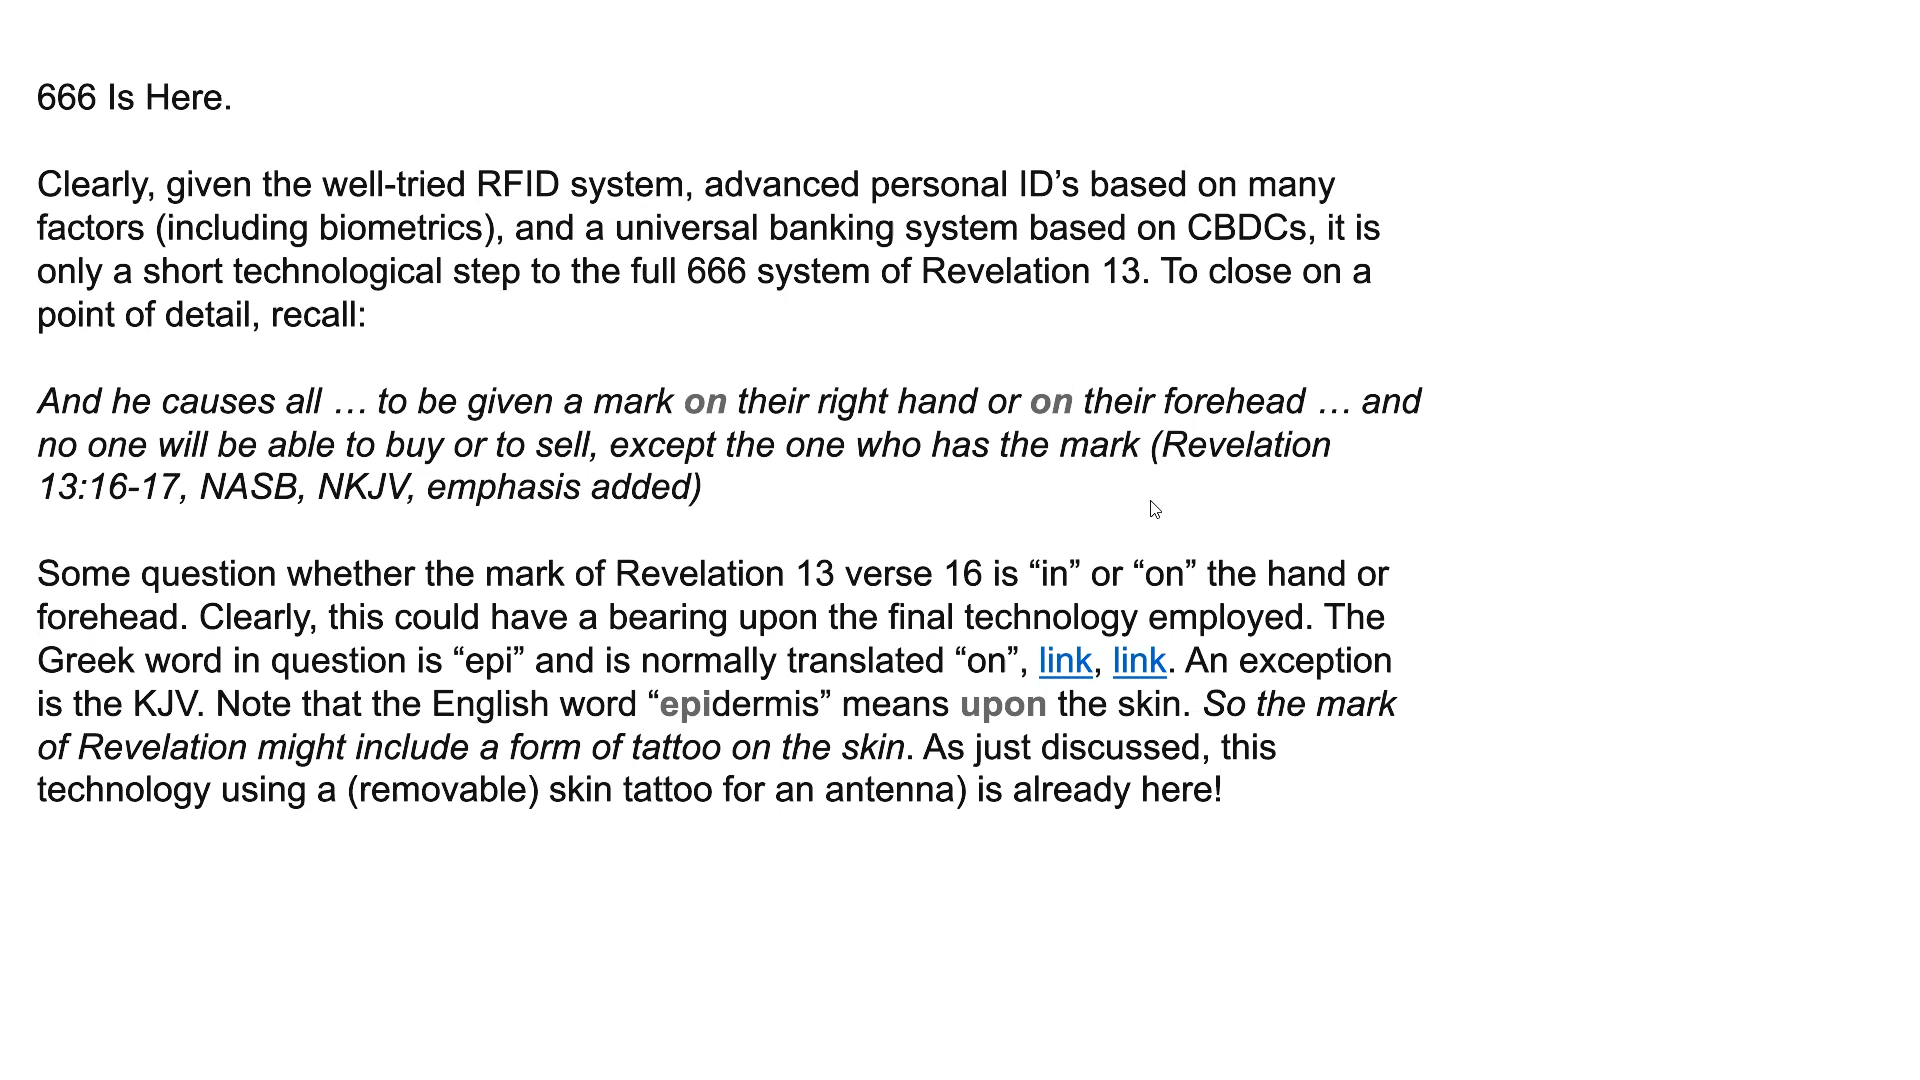 666 Is Here.
Clearly, given the well-tried RFID system, advanced personal ID’s based on many
factors (including biometrics), and a universal banking system based on CBDCs, it is
only a short technological step to the full 666 system of Revelation 13. To close on a
point of detail, recall:
And he causes all … to be given a mark on their right hand or on their forehead … and
no one will be able to buy or to sell, except the one who has the mark (Revelation
13:16-17, NASB, NKJV, emphasis added)
Some question whether the mark of Revelation 13 verse 16 is “in” or “on” the hand or
forehead. Clearly, this could have a bearing upon the final technology employed. The
Greek word in question is “epi” and is normally translated “on”, link, link. An exception
is the KJV. Note that the English word “epidermis” means upon the skin. So the mark
of Revelation might include a form of tattoo on the skin. As just discussed, this
technology using a (removable) skin tattoo for an antenna) is already here!